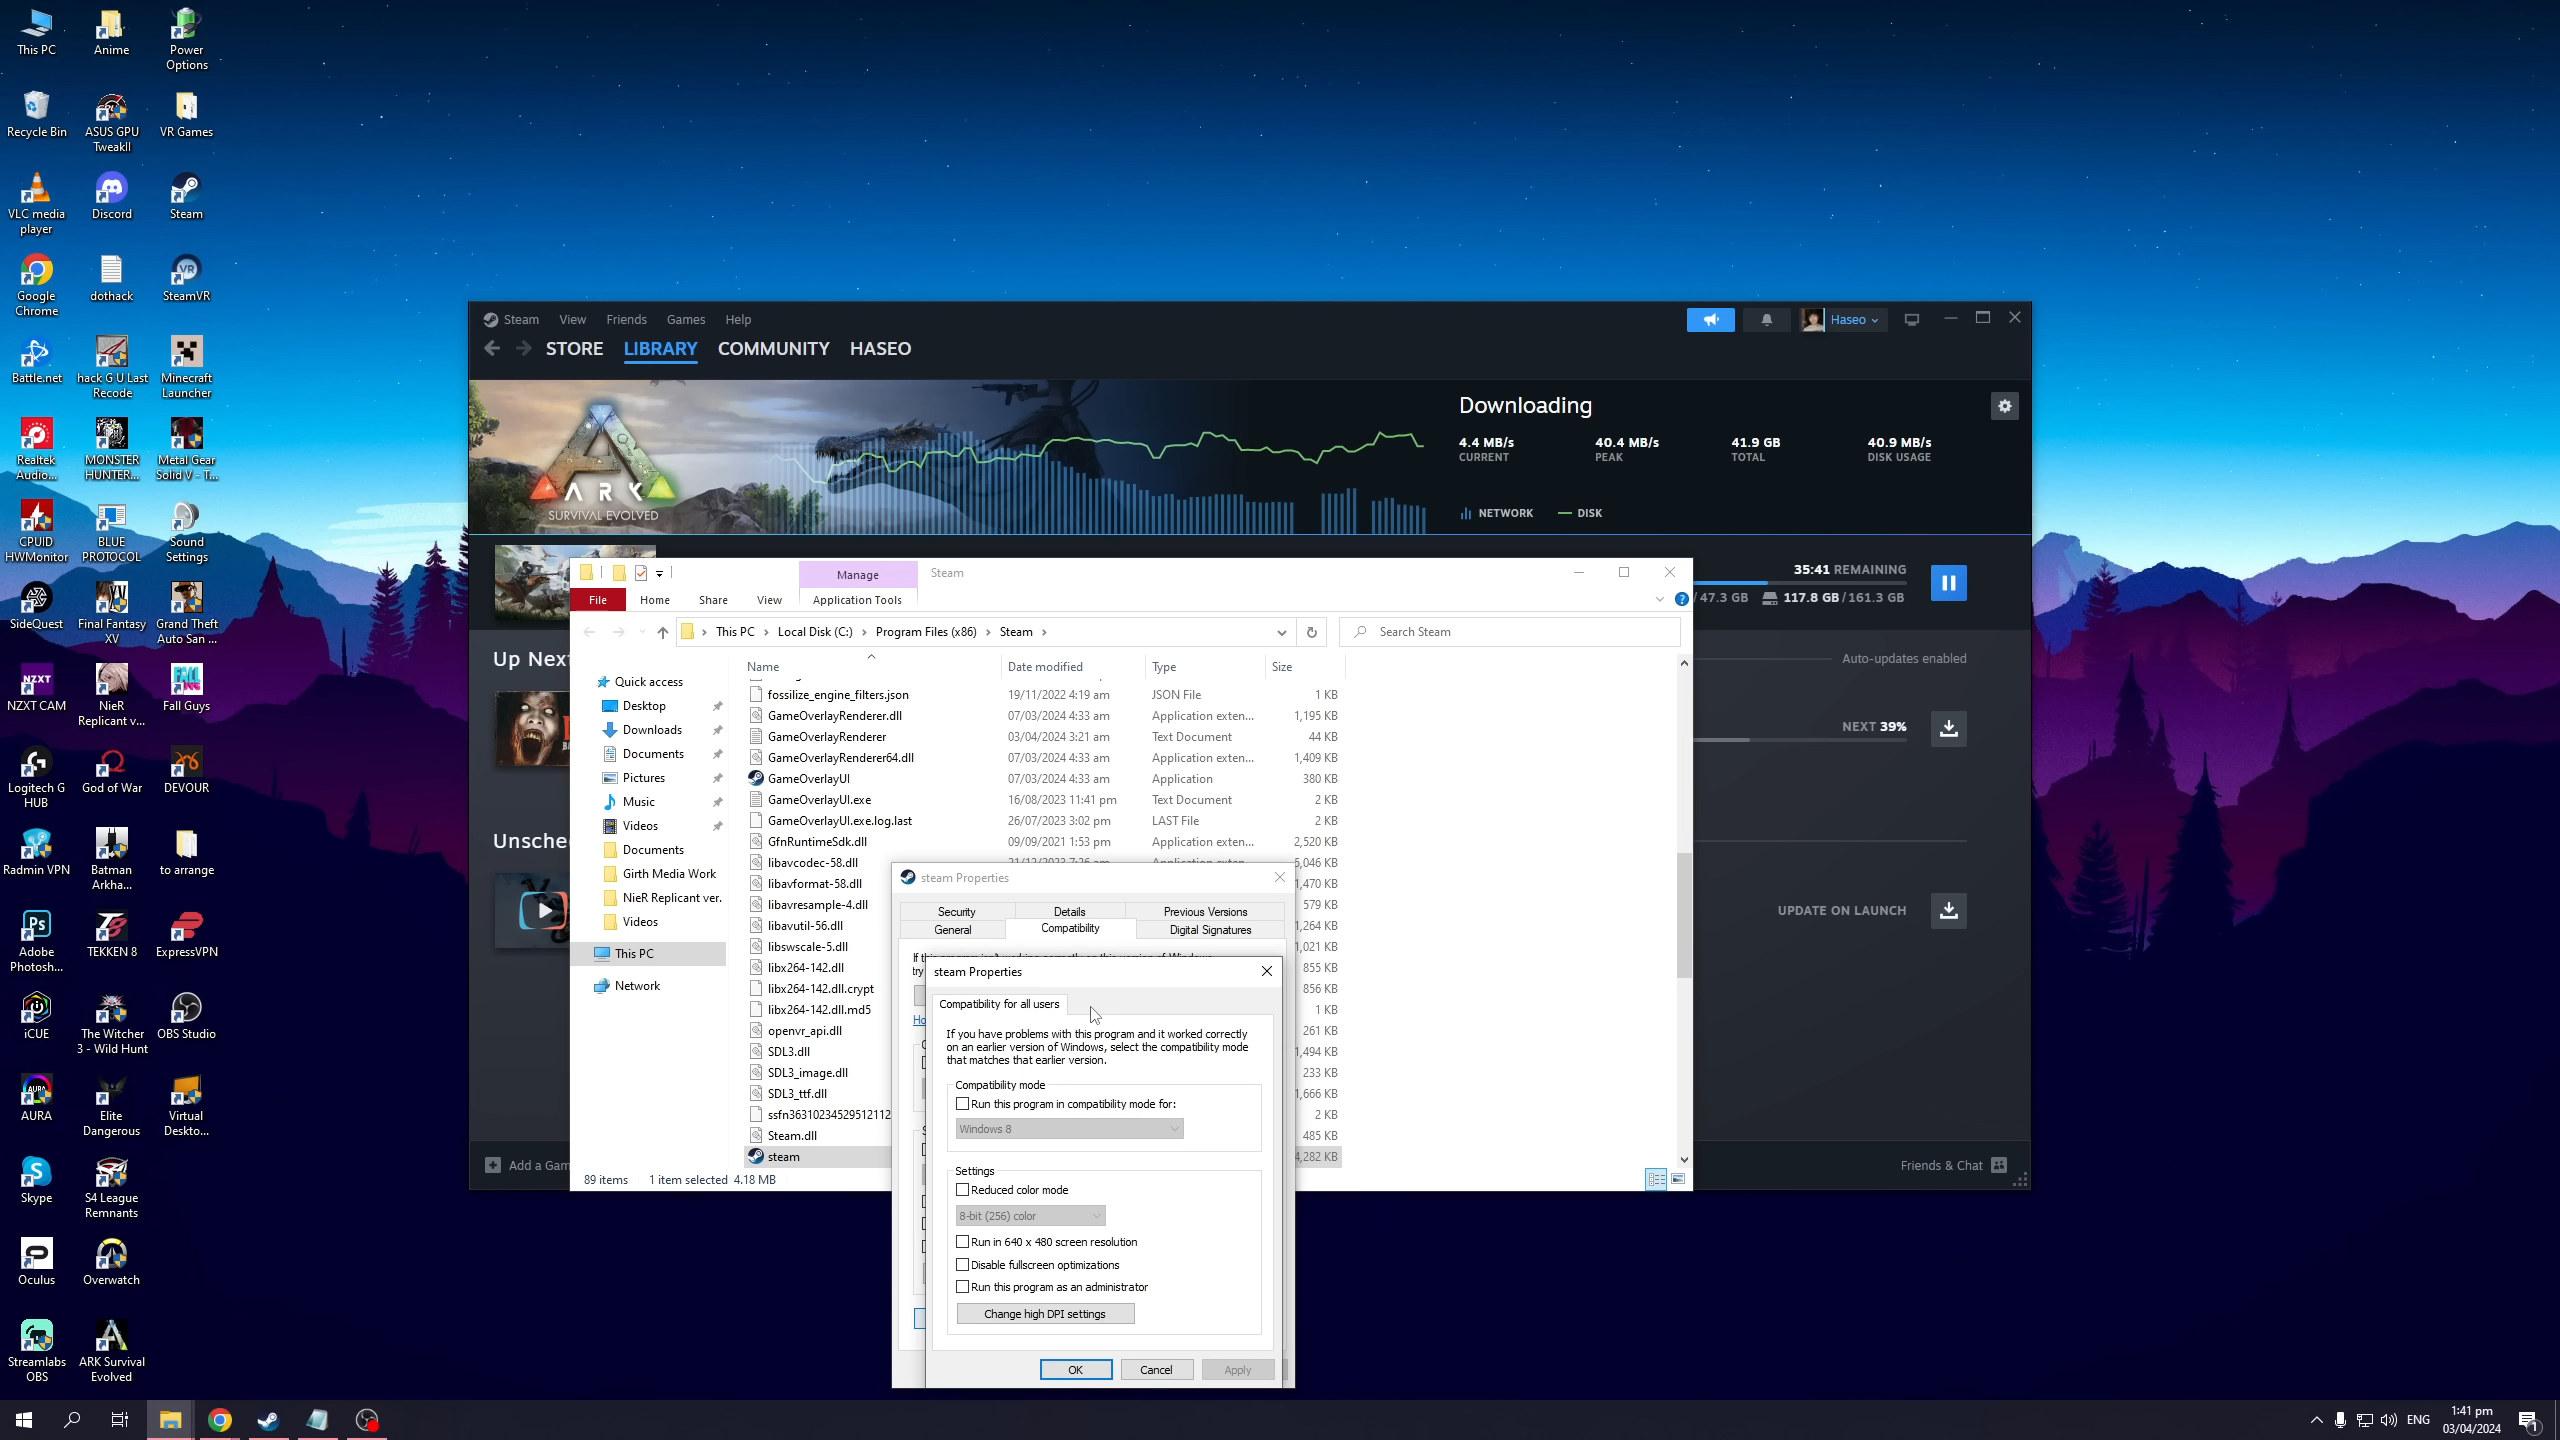 This PC
Anime
Power
Options
Recycle Bin
ASUS GPU
TweakII
VR Games
VLC media
player
Discord
Steam
Google
Chrome
dothack
SteamVR
Battle.net
hack G U Last
Recode
Minecraft
Launcher
Realtek
Audio...
MONSTER
HUNTER...
Metal Gear
Solid V - T...
CPUID
HWMonitor
BLUE
PROTOCOL
Sound
Settings
SideQuest
Final Fantasy
XV
Grand Theft
Auto San ...
NZXT CAM
NieR
Replicant v...
Fall Guys
Logitech G
HUB
God of War
DEVOUR
Radmin VPN
Batman
Arkha...
to arrange
Adobe
Photosh...
TEKKEN 8
ExpressVPN
iCUE
The Witcher
3 - Wild Hunt
OBS Studio
AURA
Elite
Dangerous
Virtual
Deskto...
Skype
S4 League
Remnants
Oculus
Overwatch
Streamlabs
OBS
ARK Survival
Evolved
Steam View Friends Games Help
Haseo
STORE LIBRARY COMMUNITY HASEO
ARK
SURVIVAL EVOLVED
Downloading
4.4 MB/s 40.4 MB/s 41.9 GB 40.9 MB/s
CURRENT PEAK TOTAL DISK USAGE
NETWORK DISK
35:41 REMAINING
/ 47.3 GB 117.8 GB / 161.3 GB
Up Next
Auto-updates enabled
NEXT 39%
Unsche
UPDATE ON LAUNCH
Add a Gam
Friends & Chat
Manage
Steam
File Home Share View Application Tools
This PC › Local Disk (C:) › Program Files (x86) › Steam ›
Search Steam
Quick access
Desktop
Downloads
Documents
Pictures
Music
Videos
Documents
Girth Media Work
NieR Replicant ver.
Videos
This PC
Network
Name Date modified Type Size
fossilize_engine_filters.json 19/11/2022 4:19 am JSON File 1 KB
GameOverlayRenderer.dll 07/03/2024 4:33 am Application exten... 1,195 KB
GameOverlayRenderer 03/04/2024 3:21 am Text Document 44 KB
GameOverlayRenderer64.dll 07/03/2024 4:33 am Application exten... 1,409 KB
GameOverlayUI 07/03/2024 4:33 am Application 380 KB
GameOverlayUI.exe 16/08/2023 11:41 pm Text Document 2 KB
GameOverlayUI.exe.log.last 26/07/2023 3:02 pm LAST File 2 KB
GfnRuntimeSdk.dll 09/09/2021 1:53 pm Application exten... 2,520 KB
libavcodec-58.dll 5,046 KB
libavformat-58.dll 1,470 KB
libavresample-4.dll 579 KB
libavutil-56.dll 1,264 KB
libswscale-5.dll 1,021 KB
libx264-142.dll 855 KB
libx264-142.dll.crypt 856 KB
libx264-142.dll.md5 1 KB
openvr_api.dll 261 KB
SDL3.dll 1,494 KB
SDL3_image.dll 233 KB
SDL3_ttf.dll 1,666 KB
ssfn36310234529512112 2 KB
Steam.dll 485 KB
steam 4,282 KB
89 items 1 item selected 4.18 MB
steam Properties
Security Details Previous Versions
General Compatibility Digital Signatures
try
Ho
steam Properties
Compatibility for all users
If you have problems with this program and it worked correctly
on an earlier version of Windows, select the compatibility mode
that matches that earlier version.
Compatibility mode
Run this program in compatibility mode for:
Windows 8
Settings
Reduced color mode
8-bit (256) color
Run in 640 x 480 screen resolution
Disable fullscreen optimizations
Run this program as an administrator
Change high DPI settings
OK Cancel Apply
ENG
1:41 pm
03/04/2024
1